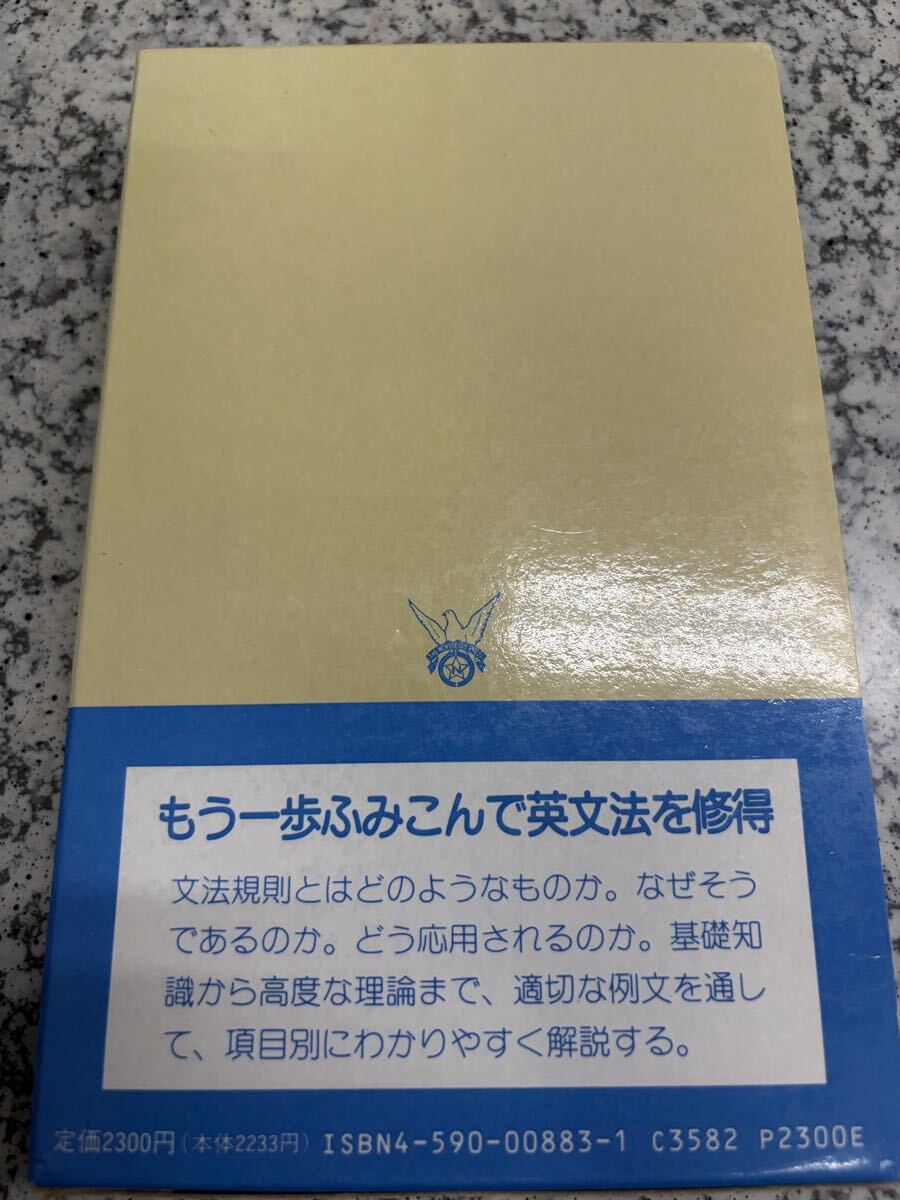 N
もう一歩ふみこんで英文法を修得
文法規則とはどのようなものか。なぜそう
であるのか。どう応用されるのか。基礎知
識から高度な理論まで、適切な例文を通し
て、項目別にわかりやすく解説する。
定価2300円(本体2233円) ISBN4-590-00883-1 C3582 P2300E